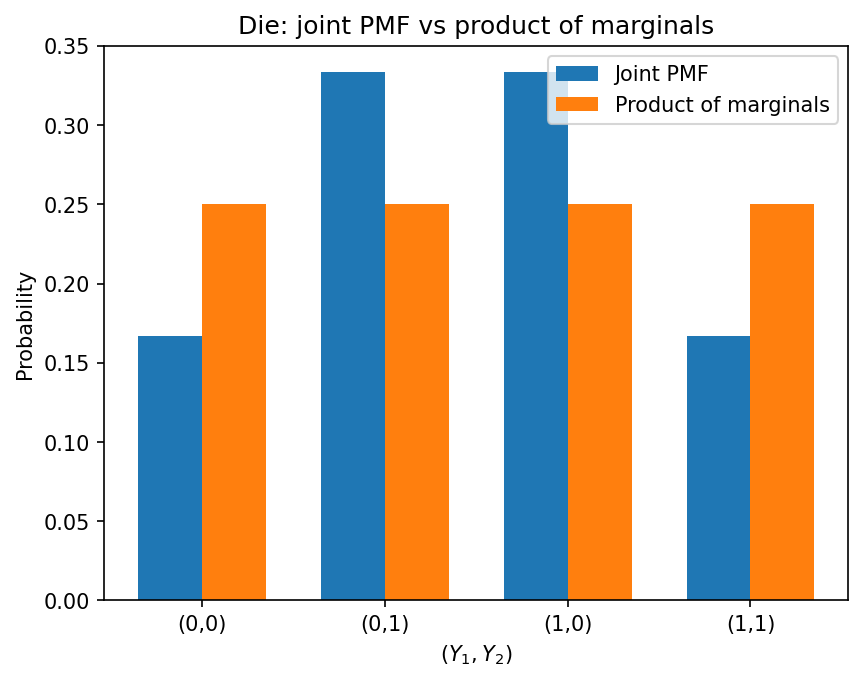 Die: joint PMF vs product of marginals
Joint PMF
Product of marginals
Probability
0.35
0.30
0.25
0.20
0.15
0.10
0.05
0.00
(0,0) (0,1) (1,0) (1,1)
(Y₁, Y₂)